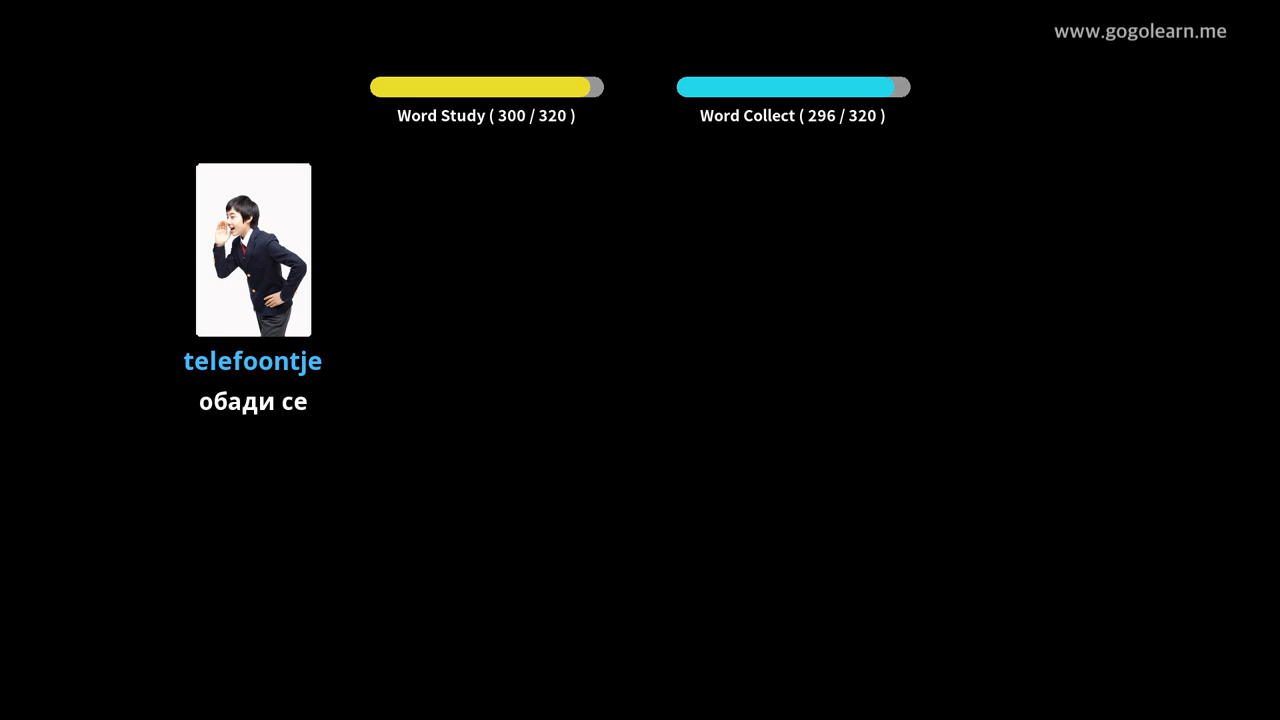 www.gogolearn.me
Word Study ( 300 / 320 )
Word Collect ( 296 / 320 )
telefoontje
обади се